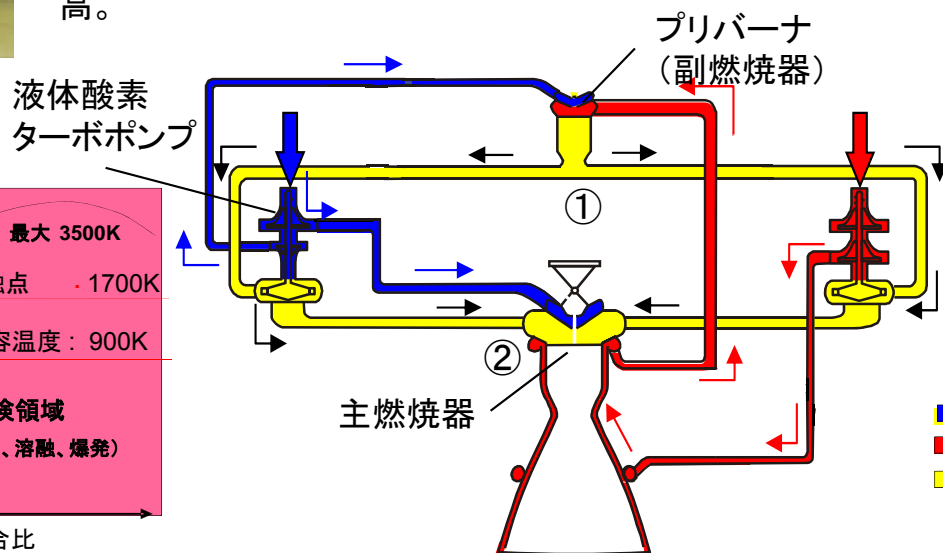 高。
プリバーナ
(副燃焼器)
液体酸素
ターボポンプ
①
最大 3500K
点 1700K
容温度: 900K
②
主燃焼器
領域
、溶融、爆発)
合比